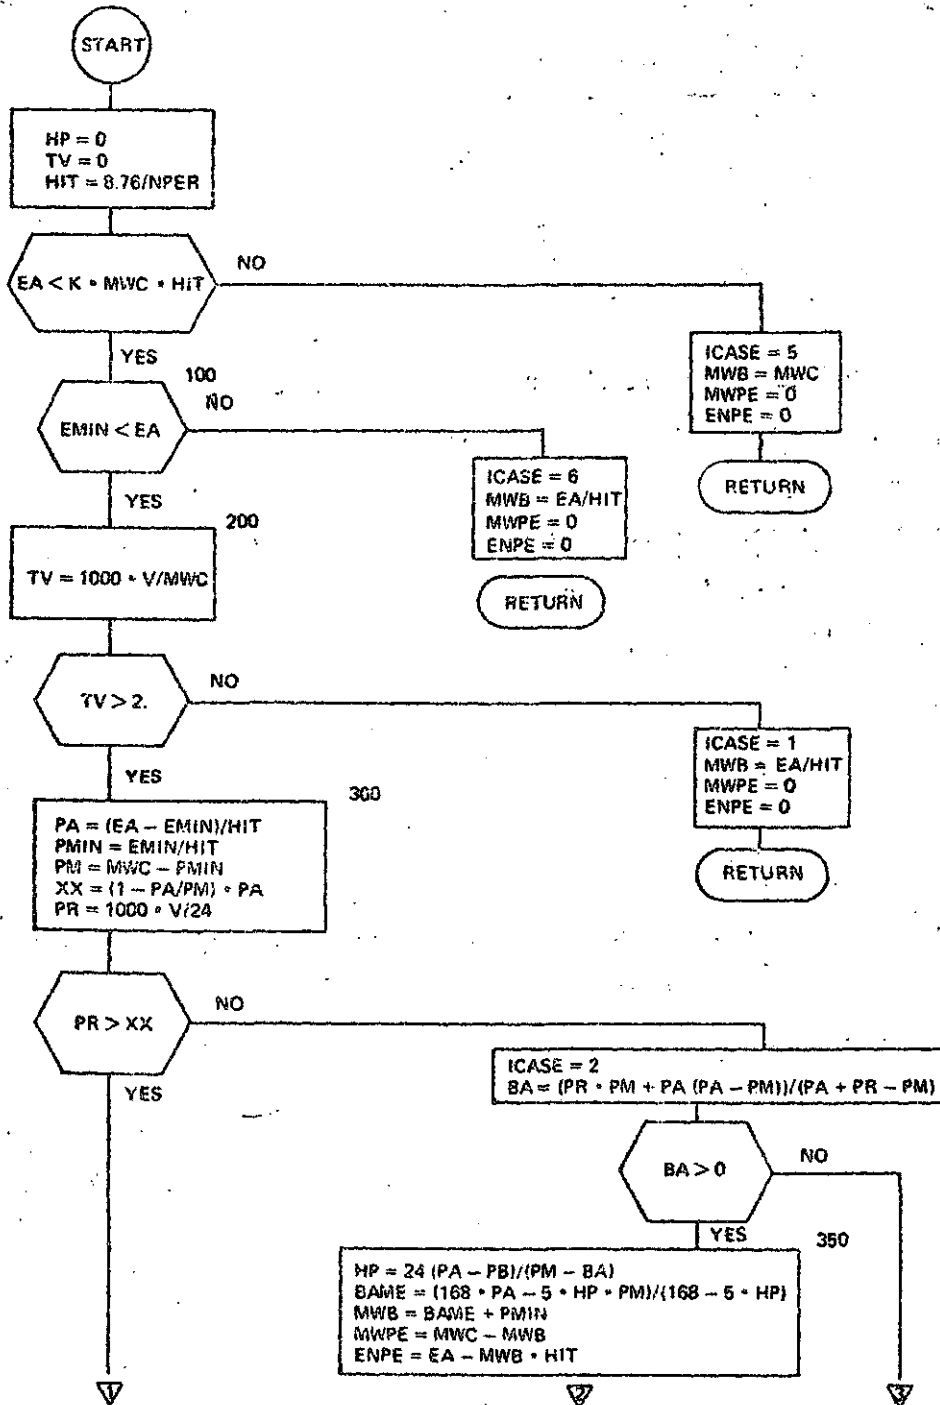 START
HP = 0
TV = 0
HIT = 8.76/NPER
EA < K * MWC * HIT
NO
YES
ICASE = 5
MWB = MWC
MWPE = 0
ENPE = 0
RETURN
100
NO
EMIN < EA
YES
ICASE = 6
MWB = EA/HIT
MWPE = 0
ENPE = 0
RETURN
200
TV = 1000 * V/MWC
TV > 2.
NO
YES
ICASE = 1
MWB = EA/HIT
MWPE = 0
ENPE = 0
RETURN
300
PA = (EA – EMIN)/HIT
PMIN = EMIN/HIT
PM = MWC – PMIN
XX = (1 – PA/PM) * PA
PR = 1000 * V/24
PR > XX
NO
YES
ICASE = 2
BA = (PR * PM + PA (PA – PM))/(PA + PR – PM)
BA > 0
NO
YES
350
HP = 24 (PA – PB)/(PM – BA)
BAME = (168 * PA – 5 * HP * PM)/(168 – 5 * HP)
MWB = BAME + PMIN
MWPE = MWC – MWB
ENPE = EA – MWB * HIT
1
2
3